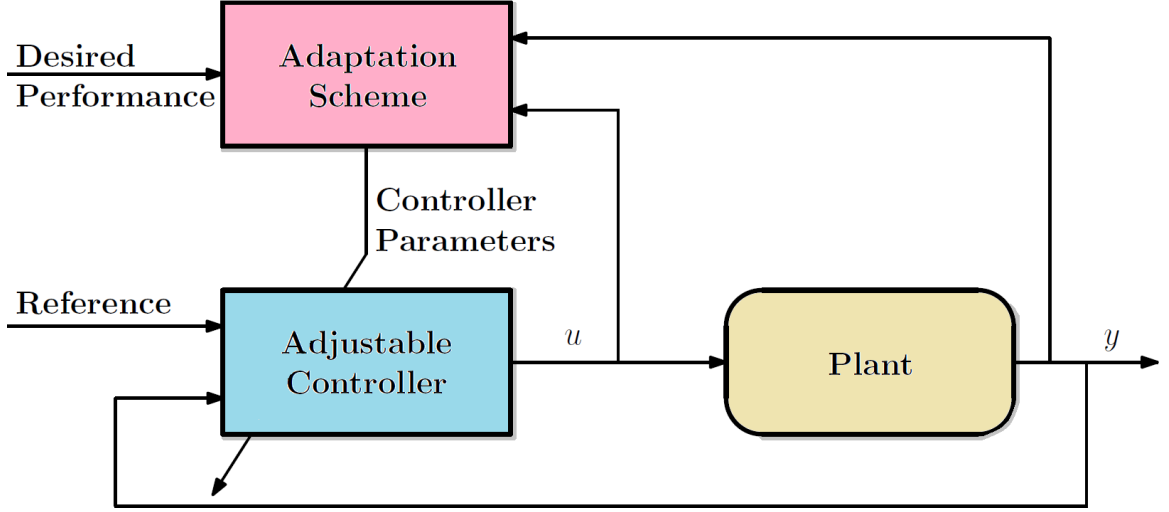 Desired
Performance
Adaptation
Scheme
Controller
Parameters
Reference
Adjustable
Controller
u
Plant
y